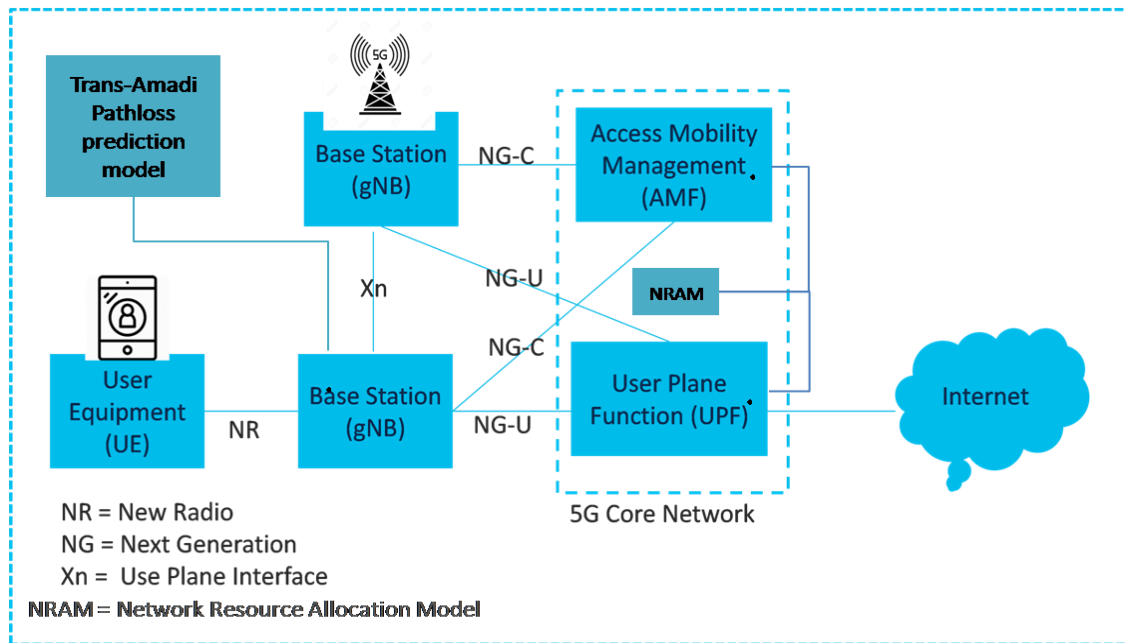 Trans-Amadi
Pathloss
prediction
model
5G
Base Station
(gNB)
NG-C
Access Mobility
Management
(AMF)
Xn
NG-U
NRAM
NG-C
User
Equipment
(UE)
NR
Base Station
(gNB)
NG-U
User Plane
Function (UPF)
Internet
5G Core Network
NR = New Radio
NG = Next Generation
Xn = Use Plane Interface
NRAM = Network Resource Allocation Model